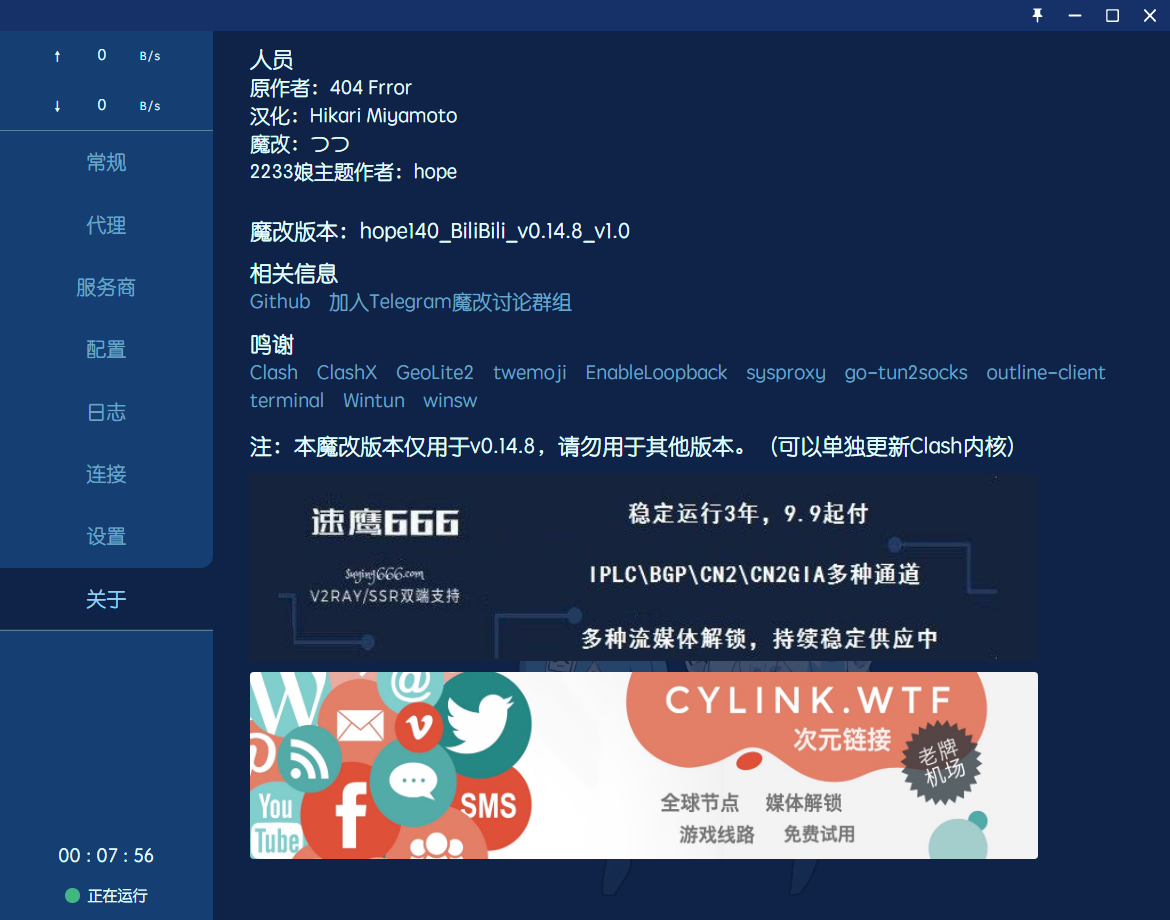 ↑ 0 B/s
↓ 0 B/s
常规
代理
服务商
配置
日志
连接
设置
关于
00 : 07 : 56
正在运行
人员
原作者：404 Frror
汉化：Hikari Miyamoto
魔改：つつ
2233娘主题作者：hope
魔改版本：hope140_BiliBili_v0.14.8_v1.0
相关信息
Github 加入Telegram魔改讨论群组
鸣谢
Clash ClashX GeoLite2 twemoji EnableLoopback sysproxy go-tun2socks outline-client
terminal Wintun winsw
注：本魔改版本仅用于v0.14.8，请勿用于其他版本。（可以单独更新Clash内核）
速鹰666
Suying666.com
V2RAY/SSR双端支持
稳定运行3年，9.9起付
IPLC\BGP\CN2\CN2GIA多种通道
多种流媒体解锁，持续稳定供应中
You
Tube
SMS
CYLINK.WTF
次元链接
老牌
机场
全球节点 媒体解锁
游戏线路 免费试用